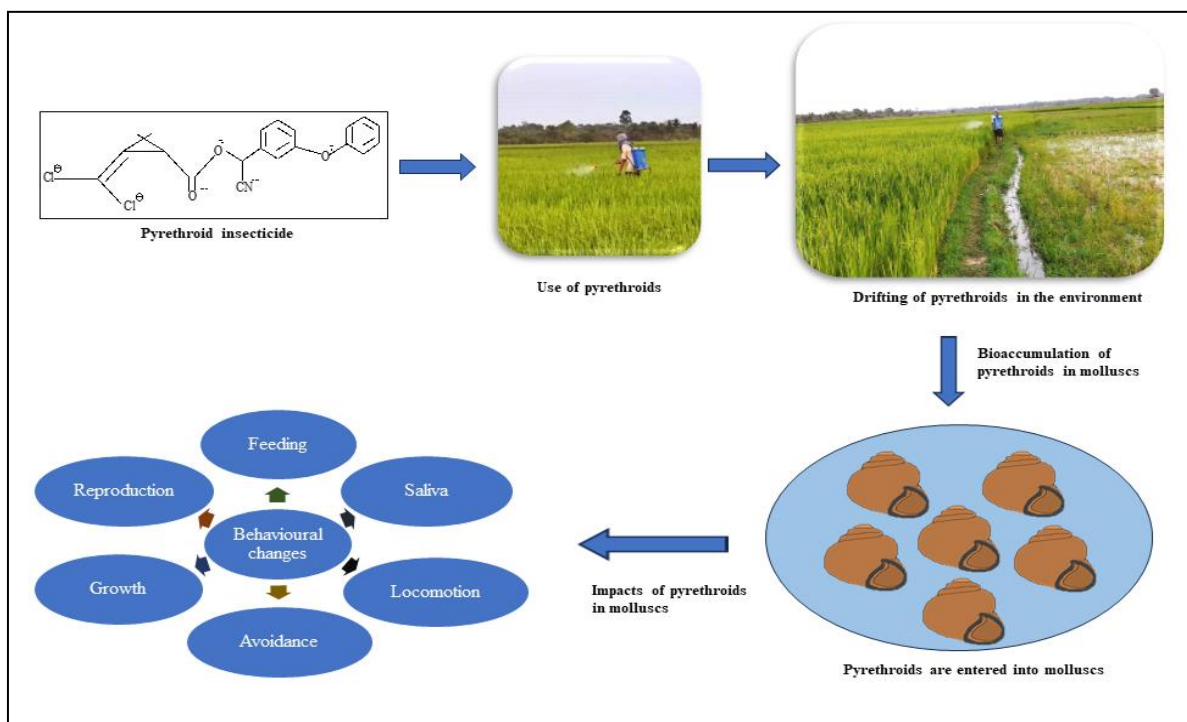 Cl⊖
Cl⊖
O--
O-
CN--
O-
Pyrethroid insecticide
Use of pyrethroids
Drifting of pyrethroids in the environment
Bioaccumulation of
pyrethroids in molluscs
Pyrethroids are entered into molluscs
Impacts of pyrethroids
in molluscs
Feeding
Reproduction
Saliva
Behavioural
changes
Growth
Locomotion
Avoidance